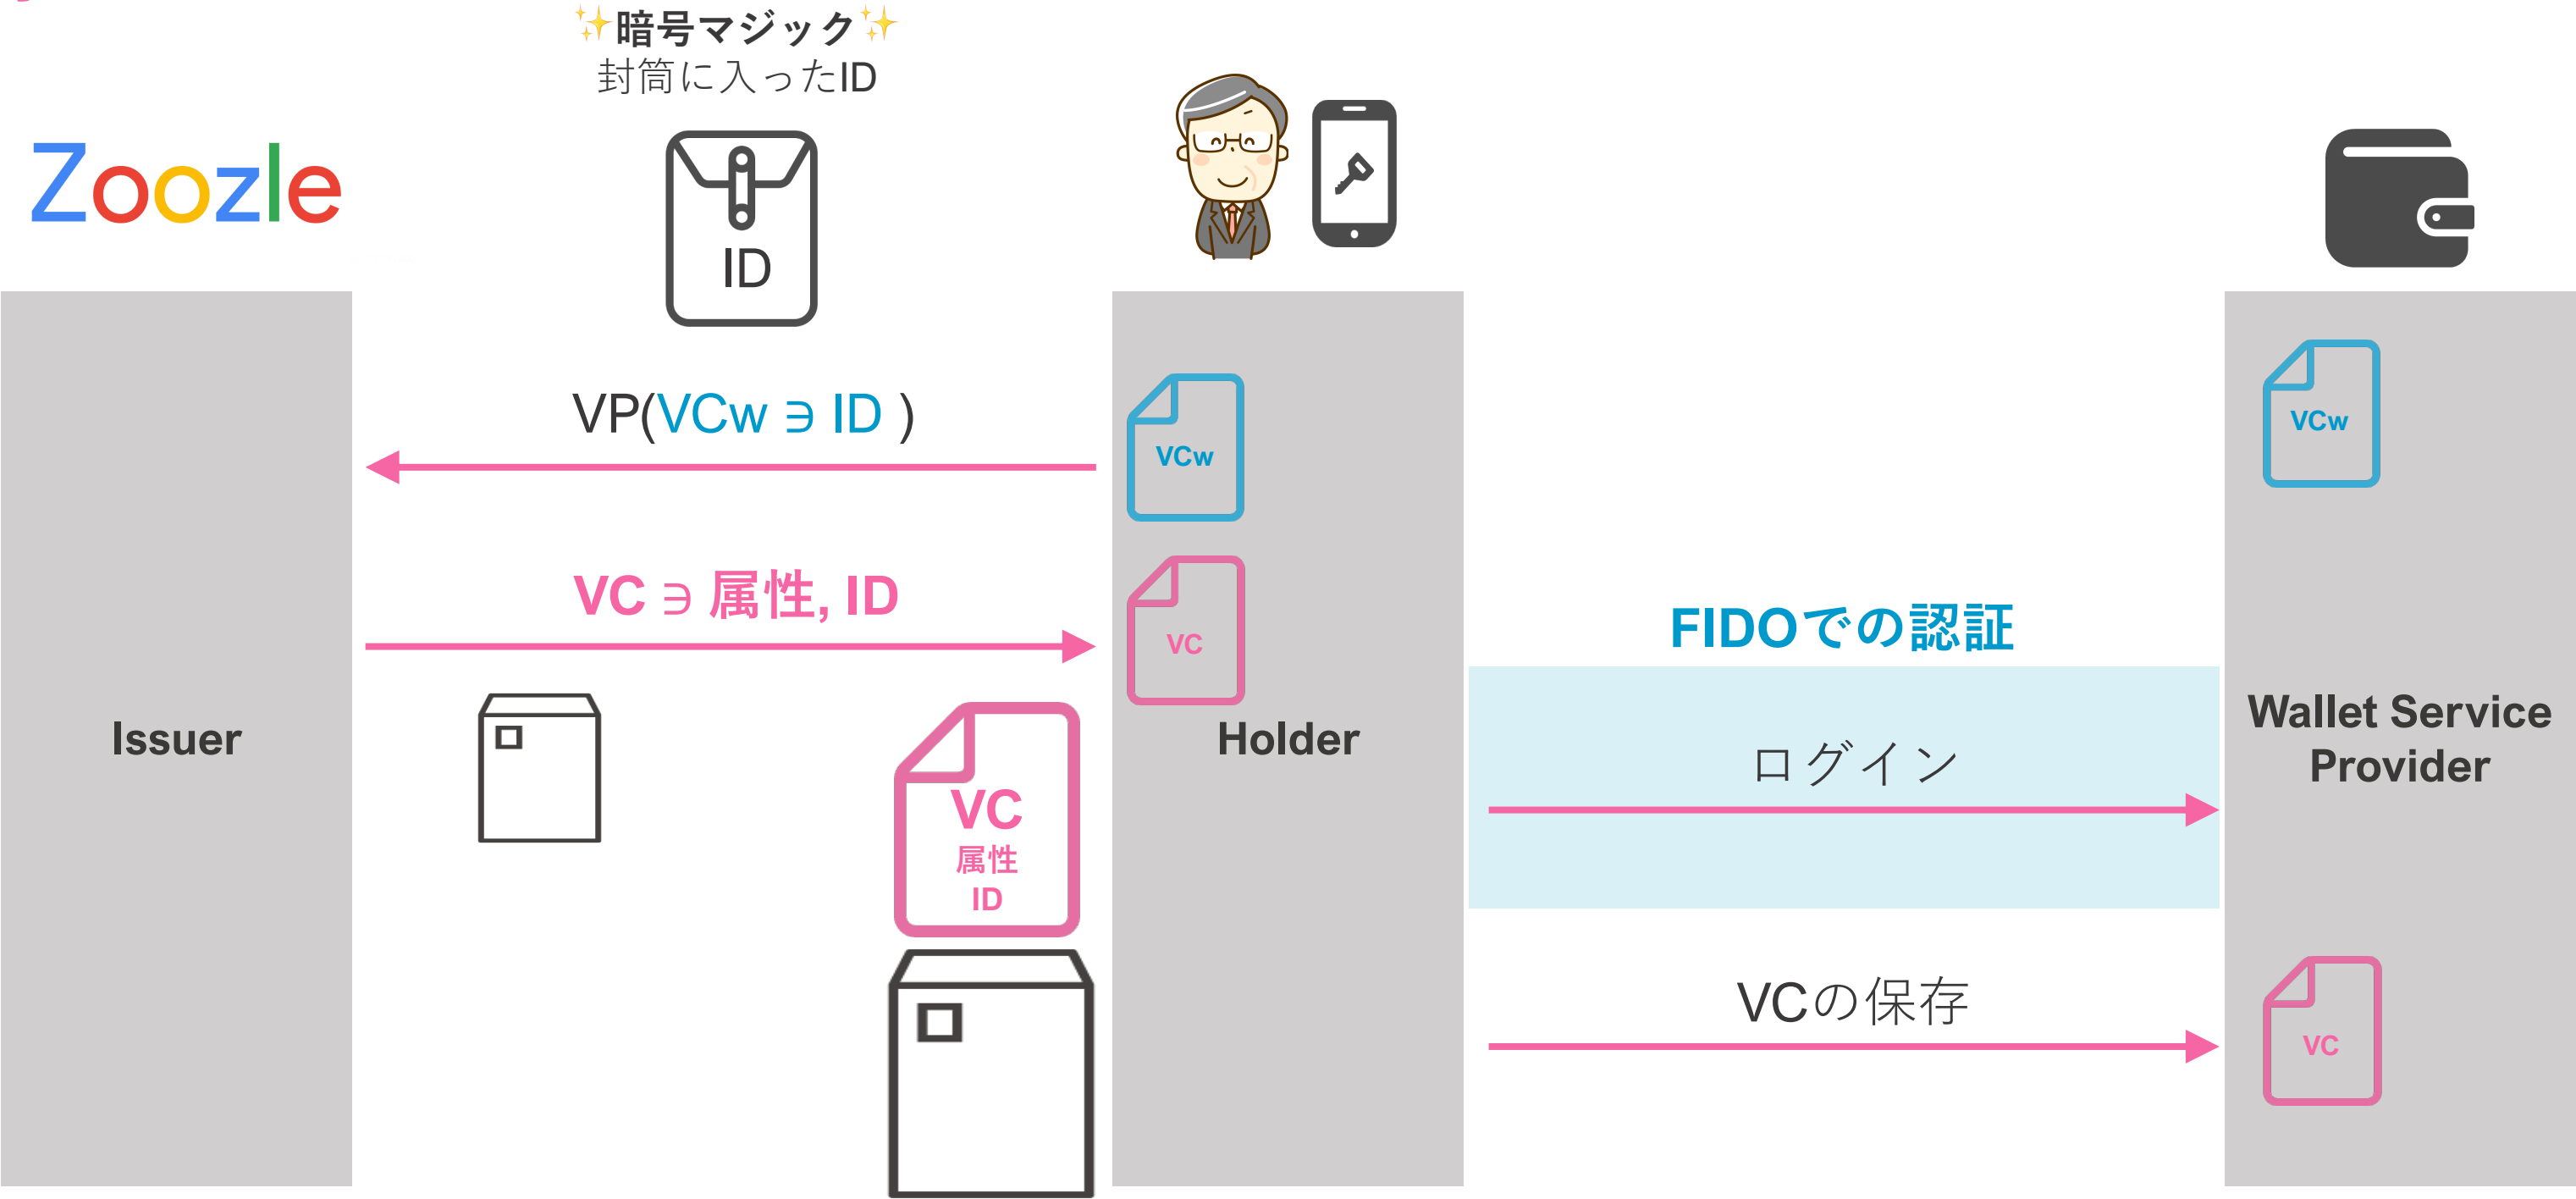 ✨暗号マジック✨
封筒に入ったID
Zoozle
ID
VP(VCw ∋ ID )
VCw
VCw
VC ∋ 属性, ID
VC
FIDOでの認証
Issuer
Holder
Wallet Service
Provider
ログイン
VC
属性
ID
VCの保存
VC